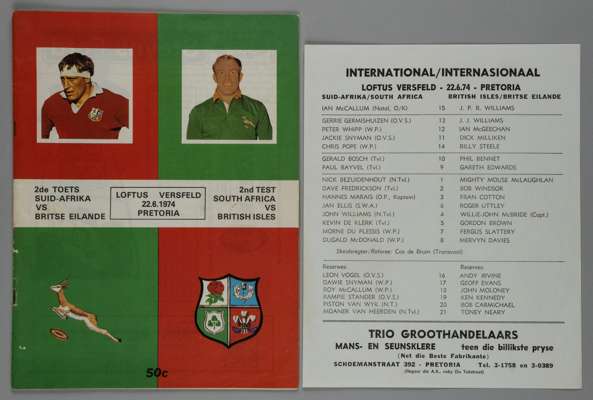 2de TOETS
SUID-AFRIKA
VS
BRITSE EILANDE
LOFTUS VERSFELD
22.6.1974
PRETORIA
2nd TEST
SOUTH AFRICA
VS
BRITISH ISLES
50c
INTERNATIONAL/INTERNASIONAAL
LOFTUS VERSFELD - 22.6.74 - PRETORIA
SUID-AFRIKA/SOUTH AFRICA BRITISH ISLES/BRITSE EILANDE
IAN McCALLUM (Natal, O/K) 15 J. P. R. WILLIAMS
GERRIE GERMISHUIZEN (O.V.S.) 13 J. J. WILLIAMS
PETER WHIPP (W.P.) 12 IAN McGEECHAN
JACKIE SNYMAN (O.V.S.) 11 DICK MILLIKEN
CHRIS POPE (W.P.) 14 BILLY STEELE
GERALD BOSCH (Tvl.) 10 PHIL BENNET
PAUL BAYVEL (Tvl.) 9 GARETH EDWARDS
NICK BEZUIDENHOUT (N.Tvl.) 1 MIGHTY MOUSE McLAUGHLAN
DAVE FREDRICKSON (Tvl.) 2 BOB WINDSOR
HANNES MARAIS (O.P., Kaptein) 3 FRAN COTTON
JAN ELLIS (S.W.A.) 6 ROGER UTTLEY
JOHN WILLIAMS (N.Tvl.) 4 WILLIE-JOHN McBRIDE (Capt.)
KEVIN DE KLERK (Tvl.) 5 GORDON BROWN
MORNE DU PLESSIS (W.P.) 7 FERGUS SLATTERY
DUGALD McDONALD (W.P.) 8 MERVYN DAVIES
Skeidsregter/Referee: Cas de Bruin (Transvaal)
Reserwes: Reserves:
LEON VOGEL (O.V.S.) 16 ANDY IRVINE
DAWIE SNYMAN (W.P.) 17 GEOFF EVANS
ROY McCALLUM (W.P.) 18 JOHN MOLONEY
RAMPIE STANDER (O.V.S.) 19 KEN KENNEDY
PISTON VAN WYK (N.T.) 20 BOB CARMICHAEL
MIDANER VAN HEERDEN (N.Tvl.) 21 TONEY NEARY
TRIO GROOTHANDELAARS
MANS- EN SEUNSKLERE teen die billikste pryse
(Net die Beste Fabrikante)
SCHOEMANSTRAAT 392 - PRETORIA Tel. 3-1758 en 3-0389